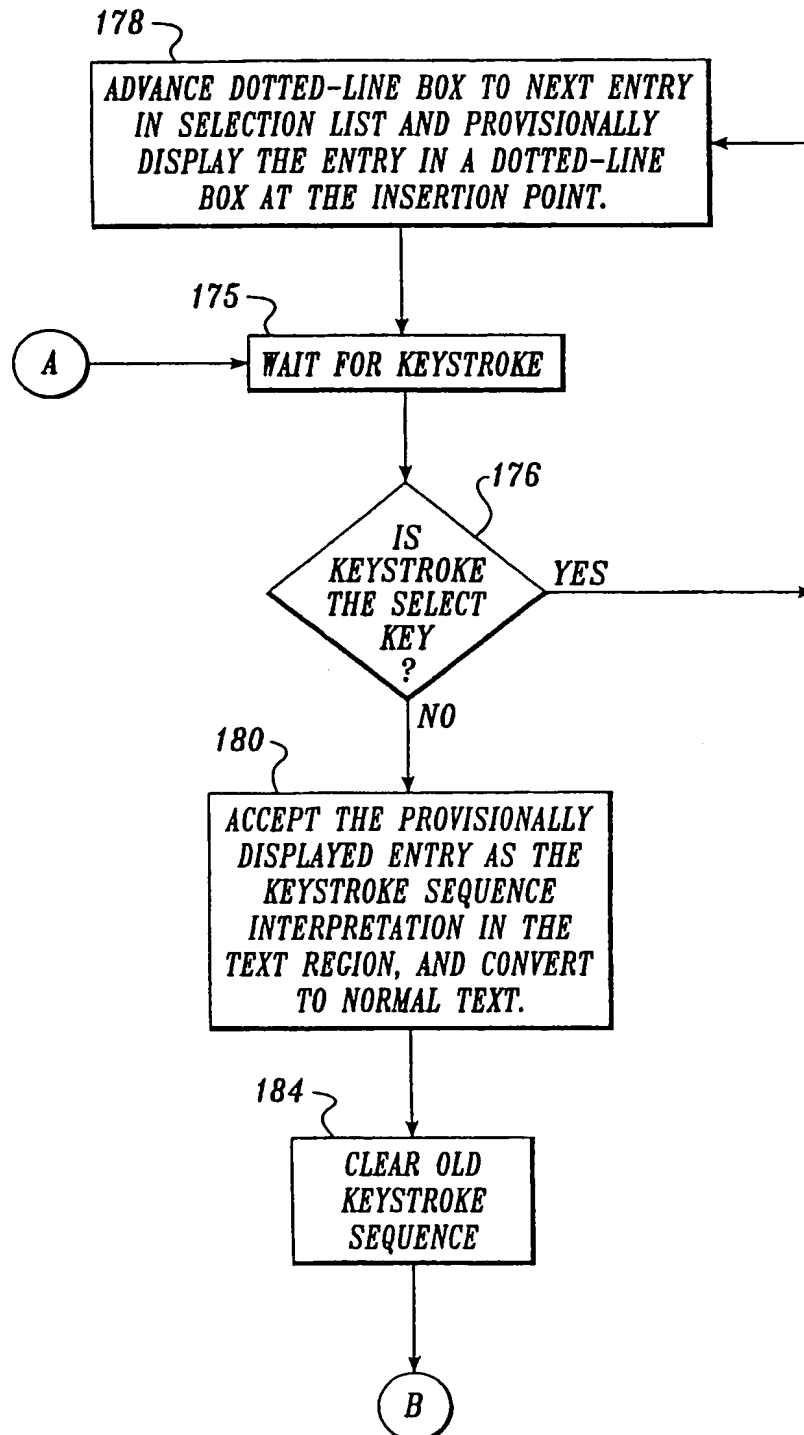 178
ADVANCE DOTTED-LINE BOX TO NEXT ENTRY
IN SELECTION LIST AND PROVISIONALLY
DISPLAY THE ENTRY IN A DOTTED-LINE
BOX AT THE INSERTION POINT.
175
A
WAIT FOR KEYSTROKE
176
IS
KEYSTROKE
THE SELECT
KEY
?
YES
NO
180
ACCEPT THE PROVISIONALLY
DISPLAYED ENTRY AS THE
KEYSTROKE SEQUENCE
INTERPRETATION IN THE
TEXT REGION, AND CONVERT
TO NORMAL TEXT.
184
CLEAR OLD
KEYSTROKE
SEQUENCE
B